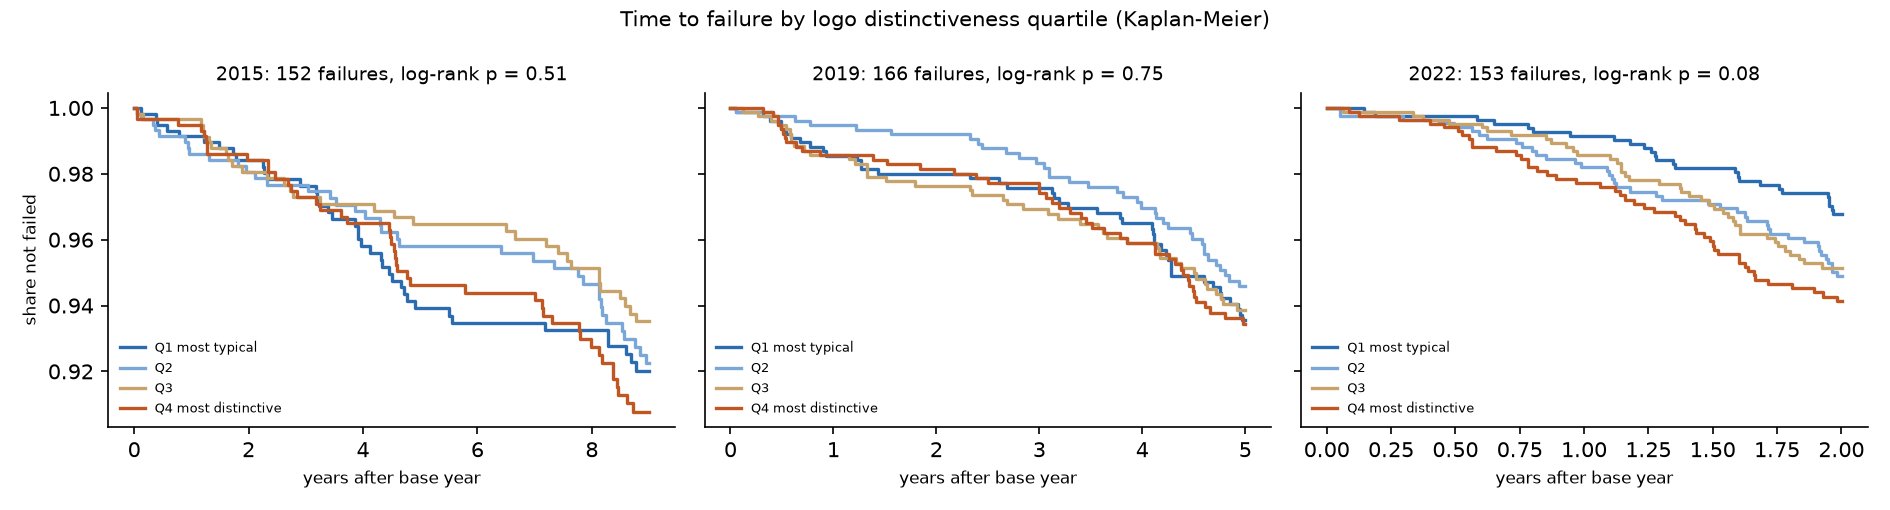 Time to failure by logo distinctiveness quartile (Kaplan-Meier)
2015: 152 failures, log-rank p = 0.51
share not failed
1.00
0.98
0.96
0.94
0.92
Q1 most typical
Q2
Q3
Q4 most distinctive
0 2 4 6 8
years after base year
2019: 166 failures, log-rank p = 0.75
Q1 most typical
Q2
Q3
Q4 most distinctive
0 1 2 3 4 5
years after base year
2022: 153 failures, log-rank p = 0.08
Q1 most typical
Q2
Q3
Q4 most distinctive
0.00 0.25 0.50 0.75 1.00 1.25 1.50 1.75 2.00
years after base year